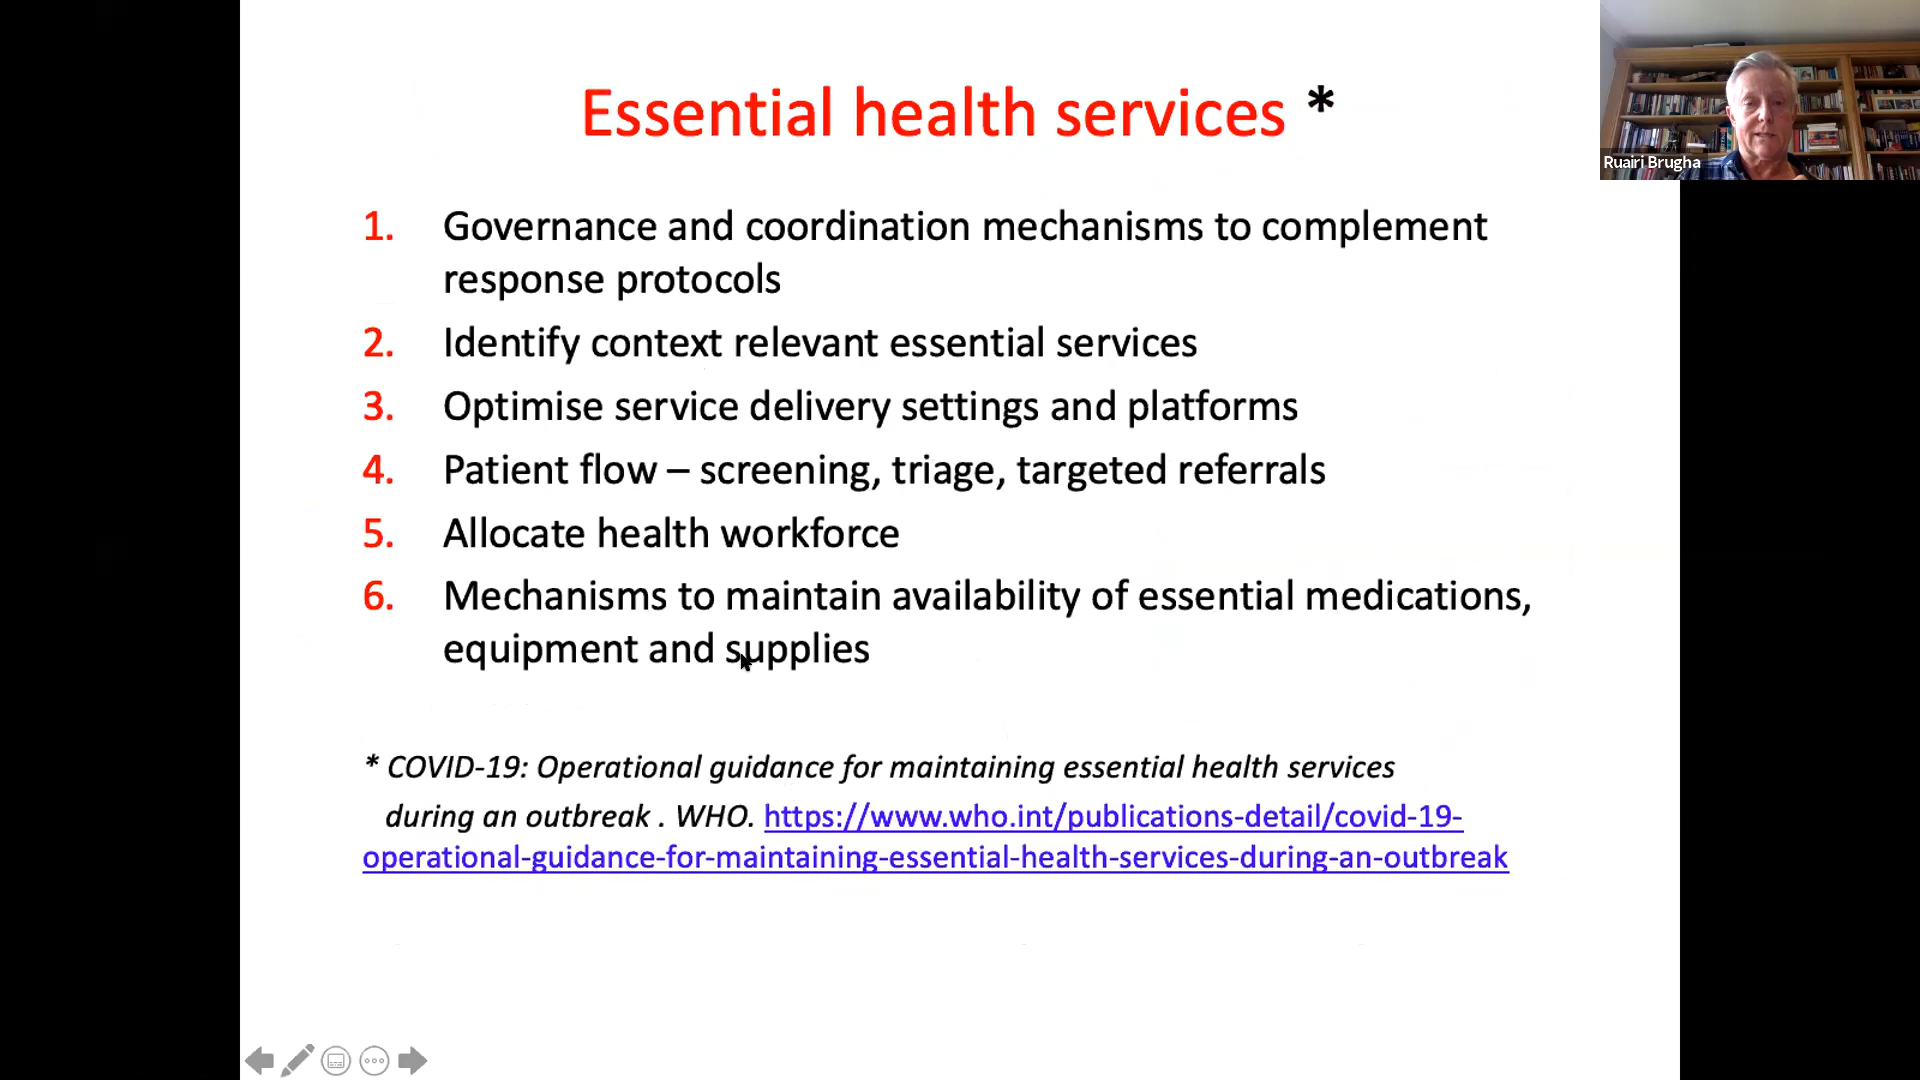 Essential health services *
Ruairi Brugha
1. Governance and coordination mechanisms to complement
response protocols
2. Identify context relevant essential services
3. Optimise service delivery settings and platforms
4. Patient flow – screening, triage, targeted referrals
5. Allocate health workforce
6. Mechanisms to maintain availability of essential medications,
equipment and supplies
* COVID-19: Operational guidance for maintaining essential health services
during an outbreak . WHO. https://www.who.int/publications-detail/covid-19-
operational-guidance-for-maintaining-essential-health-services-during-an-outbreak